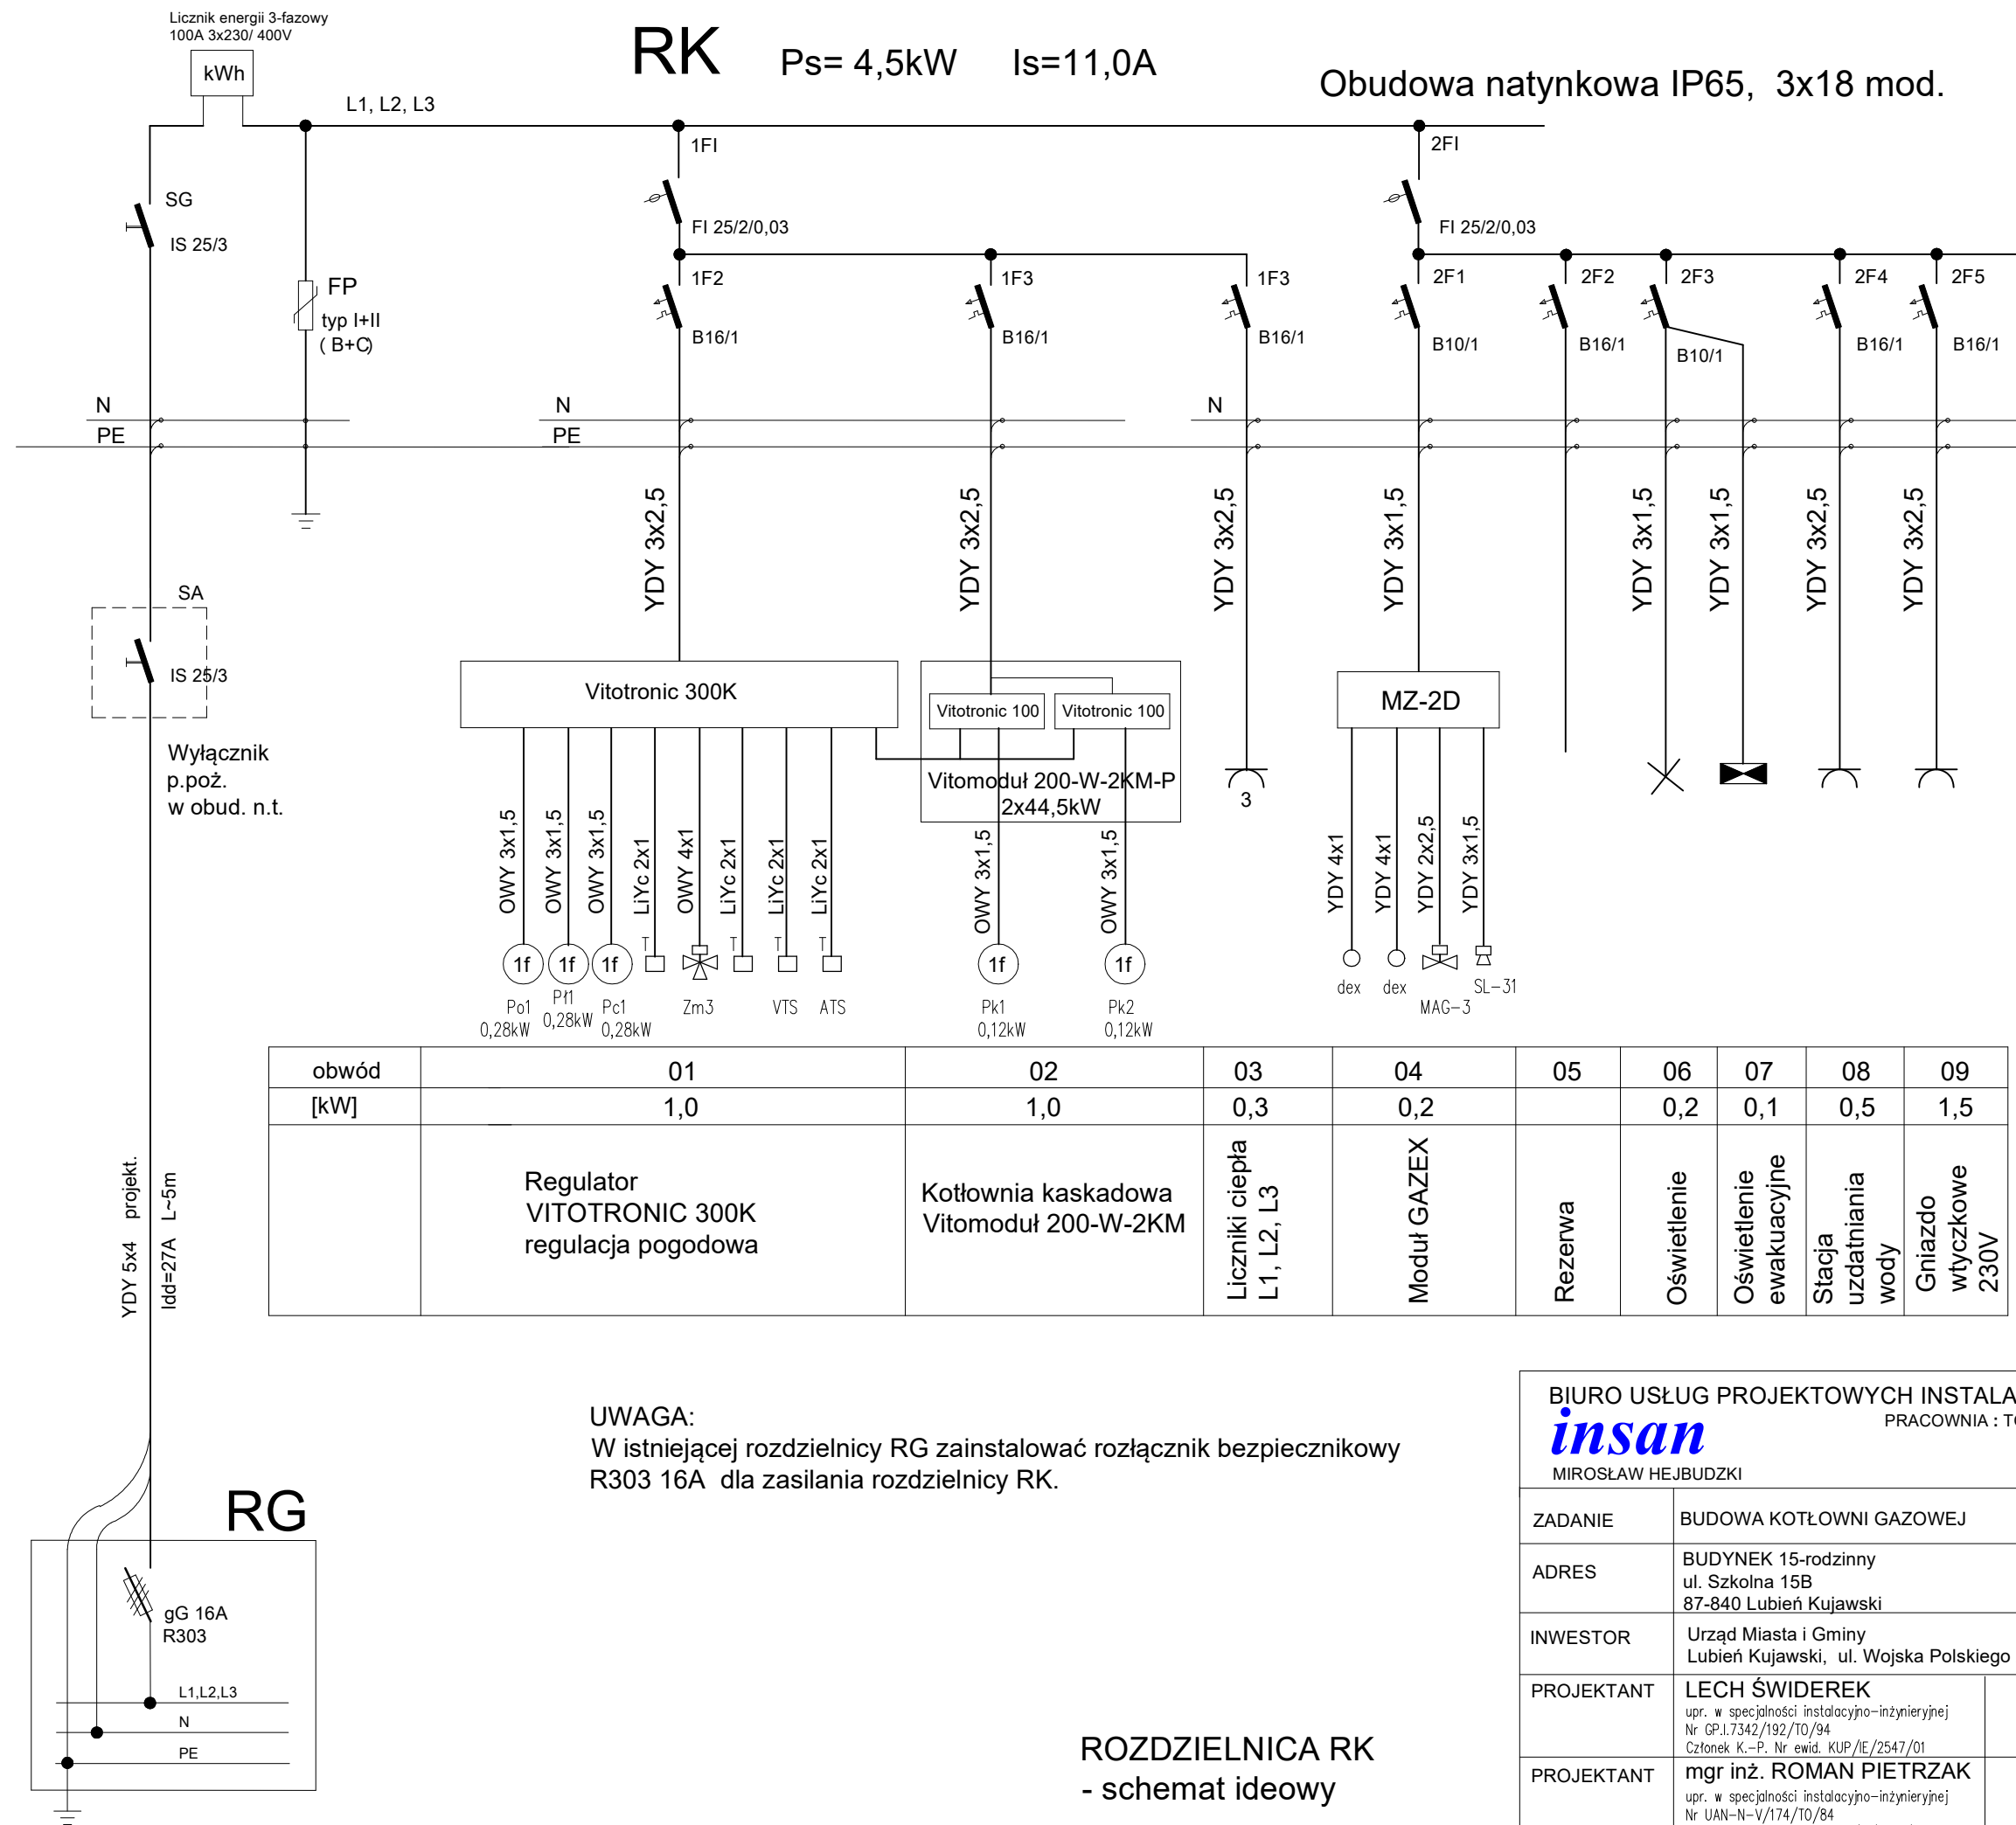 Licznik energii 3-fazowy
100A 3x230/ 400V
kWh
RK
Ps= 4,5kW
Is=11,0A
Obudowa natynkowa IP65, 3x18 mod.
L1, L2, L3
1FI
2FI
SG
IS 25/3
FI 25/2/0,03
FI 25/2/0,03
FP
typ I+II
( B+C)
1F2
1F3
1F3
2F1
2F2
2F3
2F4
2F5
B16/1
B16/1
B16/1
B10/1
B16/1
B10/1
B16/1
B16/1
N
N
N
PE
PE
YDY 3x2,5
YDY 3x2,5
YDY 3x2,5
YDY 3x1,5
YDY 3x1,5
YDY 3x1,5
YDY 3x2,5
YDY 3x2,5
SA
IS 25/3
Wyłącznik
p.poż.
w obud. n.t.
Vitotronic 300K
Vitotronic 100
Vitotronic 100
Vitomoduł 200-W-2KM-P
2x44,5kW
MZ-2D
3
OWY 3x1,5
OWY 3x1,5
OWY 3x1,5
LiYc 2x1
OWY 4x1
LiYc 2x1
LiYc 2x1
LiYc 2x1
OWY 3x1,5
OWY 3x1,5
YDY 4x1
YDY 4x1
YDY 2x2,5
YDY 3x1,5
T
T
T
T
1f
1f
1f
1f
1f
Po1
0,28kW
Pł1
0,28kW
Pc1
0,28kW
Zm3
VTS
ATS
Pk1
0,12kW
Pk2
0,12kW
dex
dex
MAG-3
SL-31
obwód 01 02 03 04 05 06 07 08 09
[kW] 1,0 1,0 0,3 0,2 0,2 0,1 0,5 1,5
Regulator
VITOTRONIC 300K
regulacja pogodowa
Kotłownia kaskadowa
Vitomoduł 200-W-2KM
Liczniki ciepła
L1, L2, L3
Moduł GAZEX
Rezerwa
Oświetlenie
Oświetlenie
ewakuacyjne
Stacja
uzdatniania
wody
Gniazdo
wtyczkowe
230V
YDY 5x4 projekt.
Idd=27A L~5m
UWAGA:
W istniejącej rozdzielnicy RG zainstalować rozłącznik bezpiecznikowy
R303 16A dla zasilania rozdzielnicy RK.
RG
gG 16A
R303
L1,L2,L3
N
PE
ROZDZIELNICA RK
- schemat ideowy
BIURO USŁUG PROJEKTOWYCH INSTALA
insan
PRACOWNIA : TO
MIROSŁAW HEJBUDZKI
ZADANIE
BUDOWA KOTŁOWNI GAZOWEJ
ADRES
BUDYNEK 15-rodzinny
ul. Szkolna 15B
87-840 Lubień Kujawski
INWESTOR
Urząd Miasta i Gminy
Lubień Kujawski, ul. Wojska Polskiego
PROJEKTANT
LECH ŚWIDEREK
upr. w specjalności instalacyjno-inżynieryjnej
Nr GP.I.7342/192/TO/94
Członek K.-P. Nr ewid. KUP/IE/2547/01
PROJEKTANT
mgr inż. ROMAN PIETRZAK
upr. w specjalności instalacyjno-inżynieryjnej
Nr UAN-N-V/174/TO/84